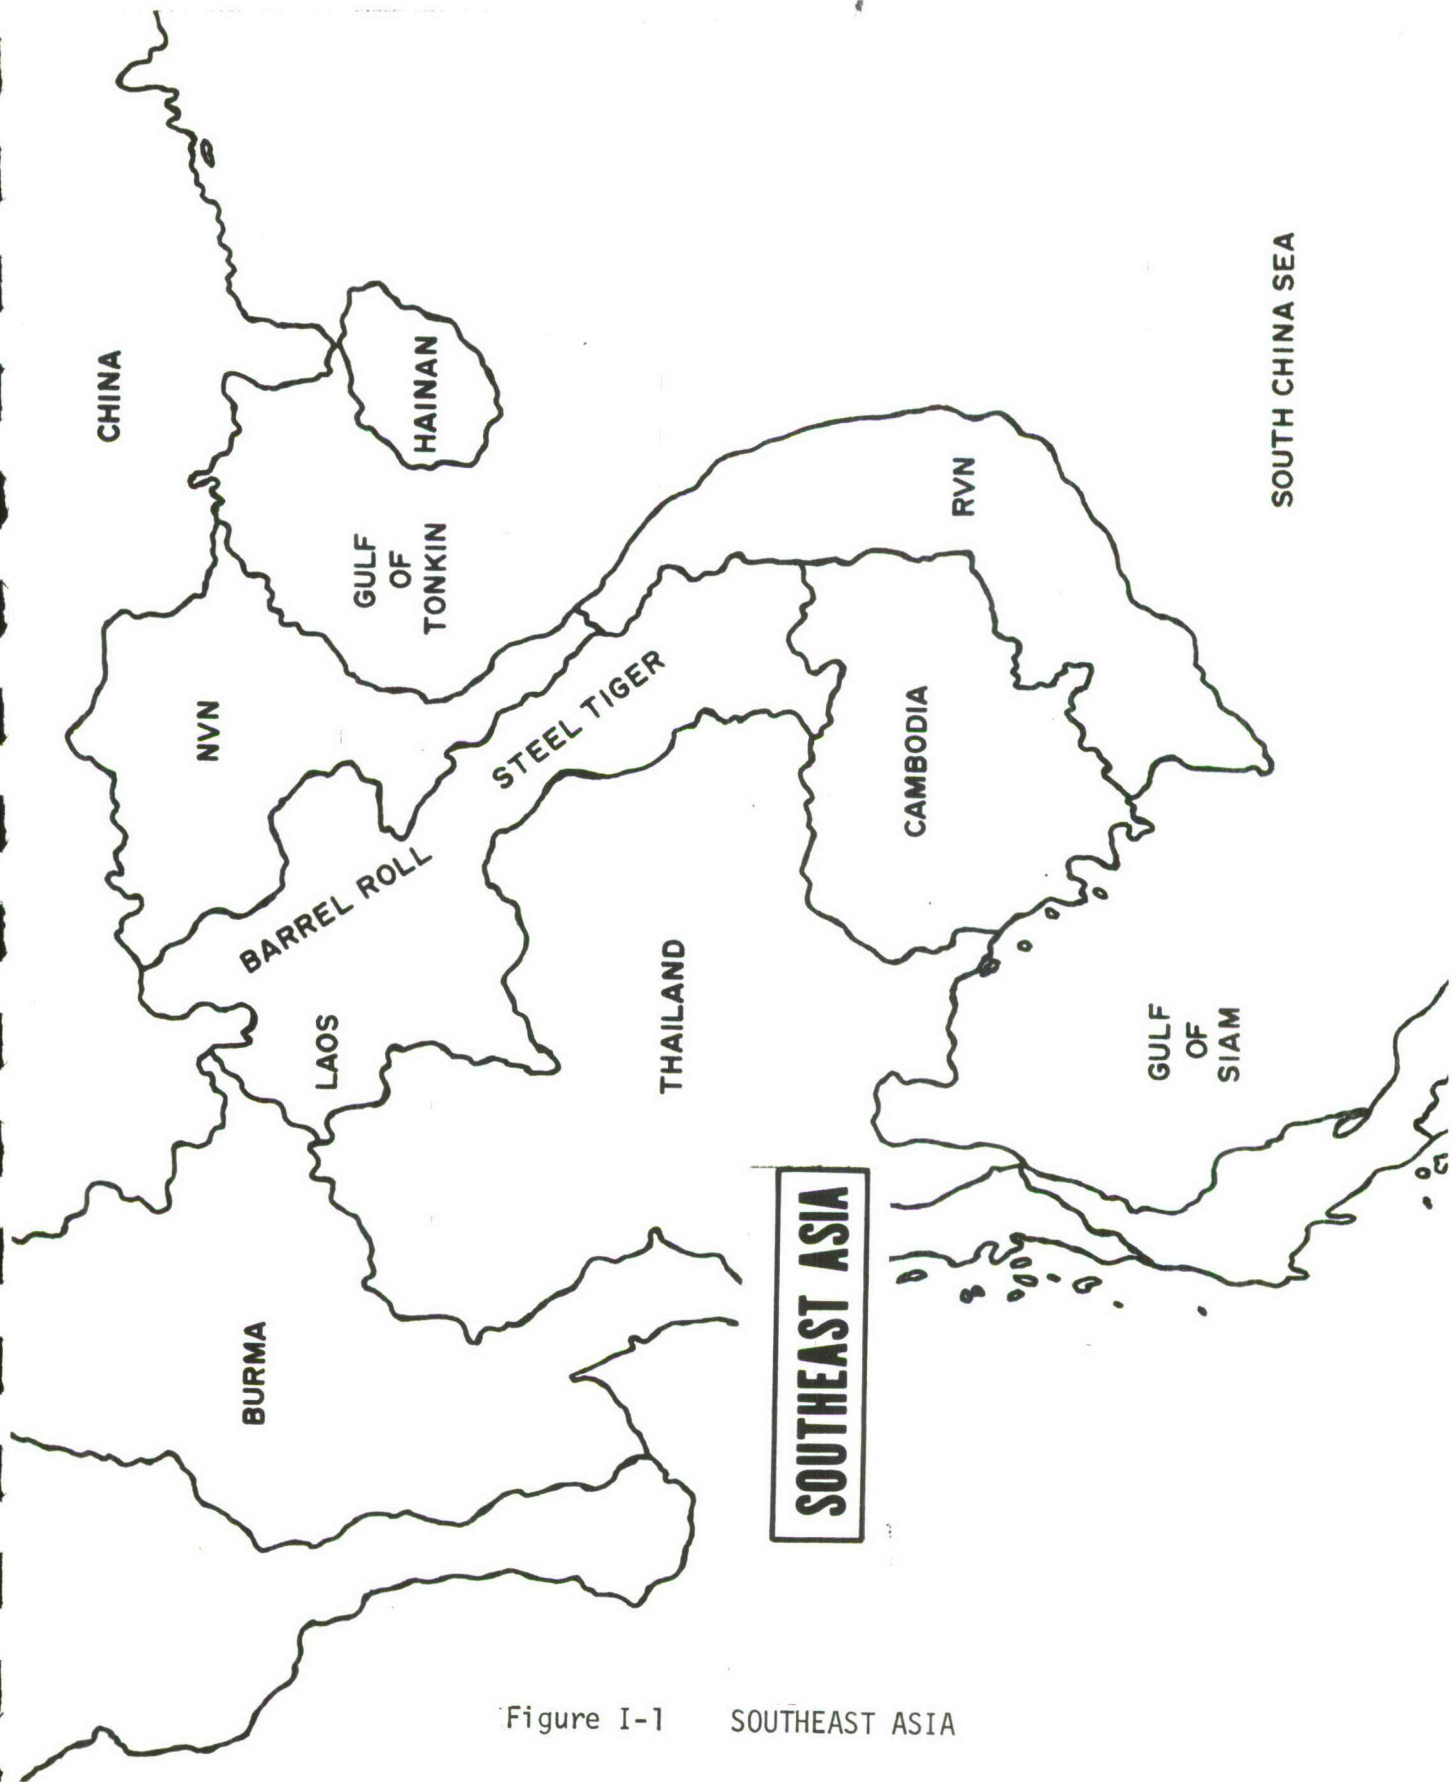 CHINA
HAINAN
GULF
OF
TONKIN
NVN
STEEL TIGER
BARREL ROLL
LAOS
BURMA
THAILAND
CAMBODIA
RVN
SOUTH CHINA SEA
GULF
OF
SIAM
SOUTHEAST ASIA
Figure I-1 SOUTHEAST ASIA